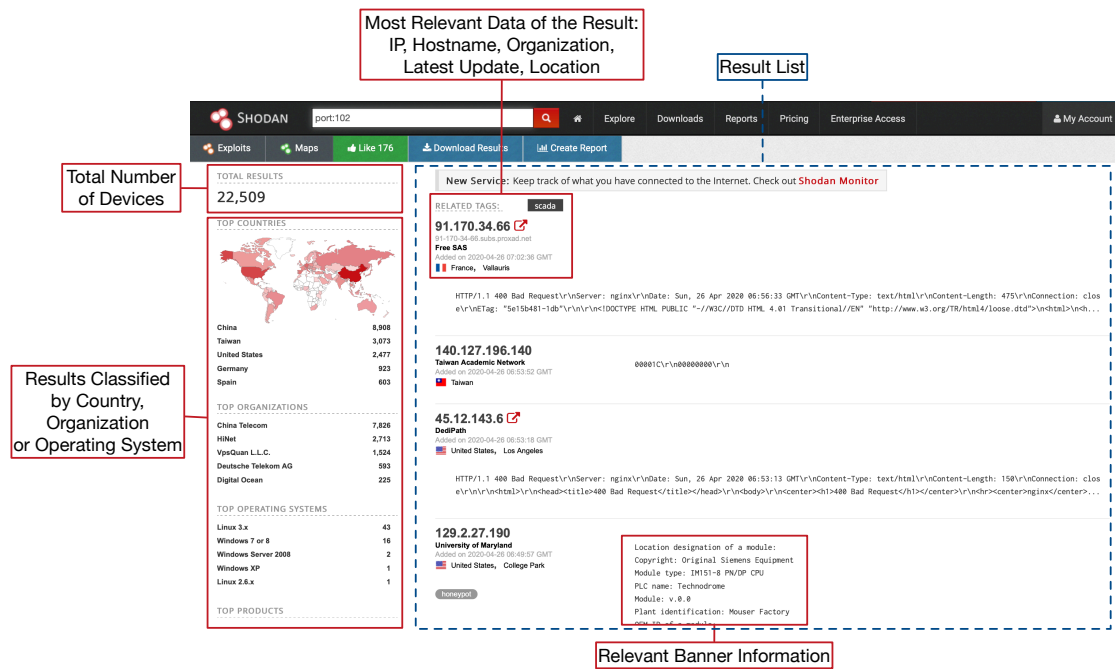 Most Relevant Data of the Result:
IP, Hostname, Organization,
Latest Update, Location
Result List
SHODAN
port:102
Explore
Downloads
Reports
Pricing
Enterprise Access
My Account
Exploits
Maps
Like 176
Download Results
Create Report
Total Number
of Devices
TOTAL RESULTS
22,509
New Service: Keep track of what you have connected to the Internet. Check out Shodan Monitor
RELATED TAGS: scada
91.170.34.66
91-170-34-66.subs.proxad.net
Free SAS
Added on 2020-04-26 07:02:36 GMT
France, Vallauris
HTTP/1.1 400 Bad Request\r\nServer: nginx\r\nDate: Sun, 26 Apr 2020 06:56:33 GMT\r\nContent-Type: text/html\r\nContent-Length: 475\r\nConnection: clos
e\r\nETag: "5e15b481-1db"\r\n\r\n<!DOCTYPE HTML PUBLIC "-//W3C//DTD HTML 4.01 Transitional//EN" "http://www.w3.org/TR/html4/loose.dtd">\n<html>\n<h...
140.127.196.140
Taiwan Academic Network
Added on 2020-04-26 06:53:52 GMT
Taiwan
00001C\r\n00000000\r\n
45.12.143.6
DediPath
Added on 2020-04-26 06:53:18 GMT
United States, Los Angeles
HTTP/1.1 400 Bad Request\r\nServer: nginx\r\nDate: Sun, 26 Apr 2020 06:53:13 GMT\r\nContent-Type: text/html\r\nContent-Length: 150\r\nConnection: clos
e\r\n\r\n<html>\r\n<head><title>400 Bad Request</title></head>\r\n<body>\r\n<center><h1>400 Bad Request</h1></center>\r\n<hr><center>nginx</center>...
129.2.27.190
University of Maryland
Added on 2020-04-26 06:49:57 GMT
United States, College Park
honeypot
Location designation of a module:
Copyright: Original Siemens Equipment
Module type: IM151-8 PN/DP CPU
PLC name: Technodrome
Module: v.0.0
Plant identification: Mouser Factory
OEM ID of a module:
Relevant Banner Information
Results Classified
by Country,
Organization
or Operating System
TOP COUNTRIES
China 8,908
Taiwan 3,073
United States 2,477
Germany 923
Spain 603
TOP ORGANIZATIONS
China Telecom 7,826
HiNet 2,713
VpsQuan L.L.C. 1,524
Deutsche Telekom AG 593
Digital Ocean 225
TOP OPERATING SYSTEMS
Linux 3.x 43
Windows 7 or 8 16
Windows Server 2008 2
Windows XP 1
Linux 2.6.x 1
TOP PRODUCTS